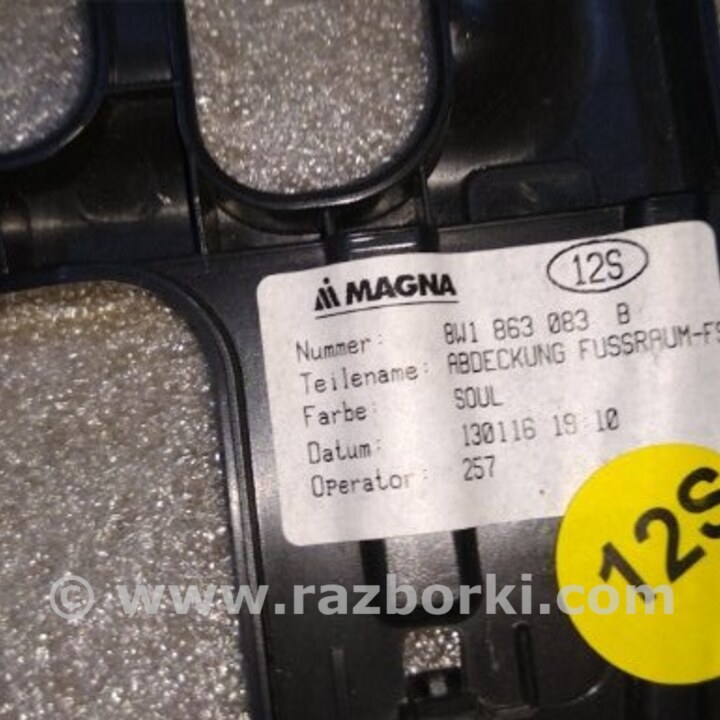 MAGNA
12S
Nummer: 8W1 863 083 B
Teilename: ABDECKUNG FUSSRAUM-FS
Farbe: SOUL
Datum: 130116 19 10
Operator: 257
12S
© www.razborki.com